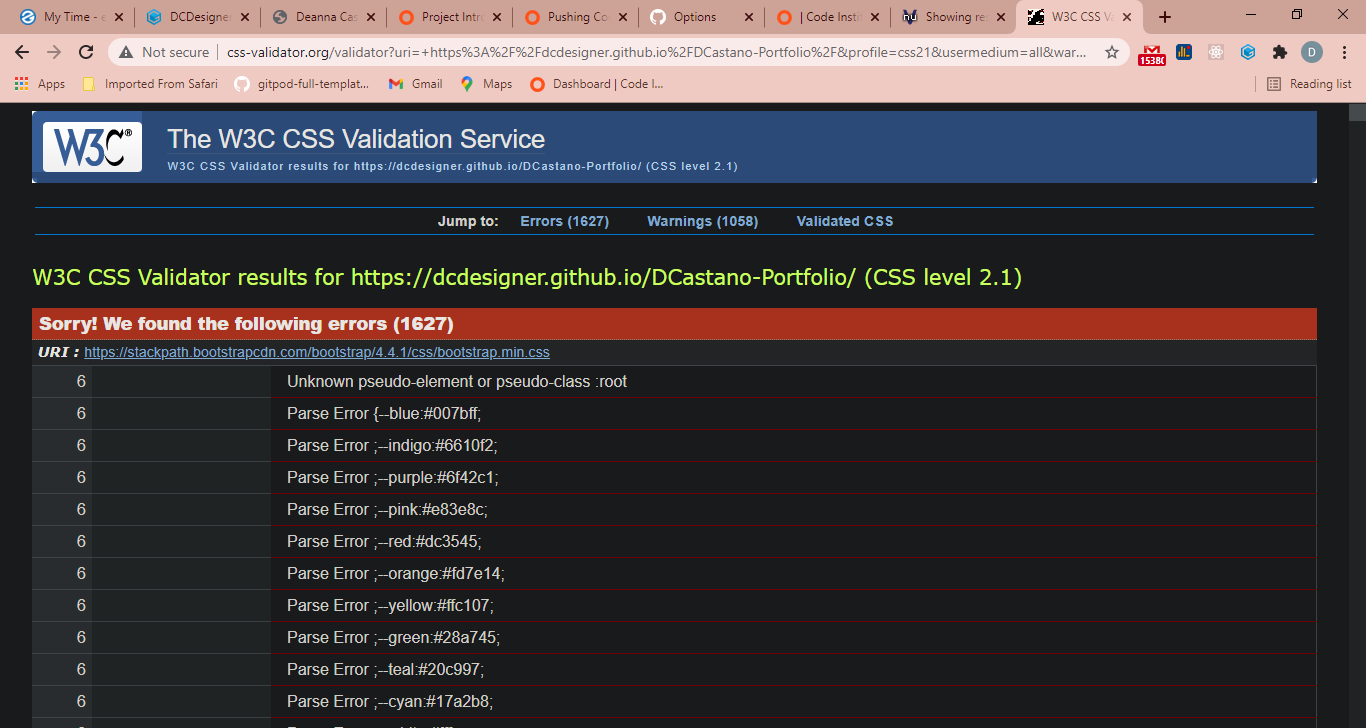 My Time - e
DCDesigner
Deanna Cas
Project Intro
Pushing Co
Options
| Code Insti
Showing res
W3C CSS Va
Not secure
css-validator.org/validator?uri=+https%3A%2F%2Fdcdesigner.github.io%2FDCastano-Portfolio%2F&profile=css21&usermedium=all&war...
15380
D
Apps
Imported From Safari
gitpod-full-templat...
Gmail
Maps
Dashboard | Code I...
Reading list
W3C®
The W3C CSS Validation Service
W3C CSS Validator results for https://dcdesigner.github.io/DCastano-Portfolio/ (CSS level 2.1)
Jump to: Errors (1627) Warnings (1058) Validated CSS
W3C CSS Validator results for https://dcdesigner.github.io/DCastano-Portfolio/ (CSS level 2.1)
Sorry! We found the following errors (1627)
URI : https://stackpath.bootstrapcdn.com/bootstrap/4.4.1/css/bootstrap.min.css
6 Unknown pseudo-element or pseudo-class :root
6 Parse Error {--blue:#007bff;
6 Parse Error ;--indigo:#6610f2;
6 Parse Error ;--purple:#6f42c1;
6 Parse Error ;--pink:#e83e8c;
6 Parse Error ;--red:#dc3545;
6 Parse Error ;--orange:#fd7e14;
6 Parse Error ;--yellow:#ffc107;
6 Parse Error ;--green:#28a745;
6 Parse Error ;--teal:#20c997;
6 Parse Error ;--cyan:#17a2b8;